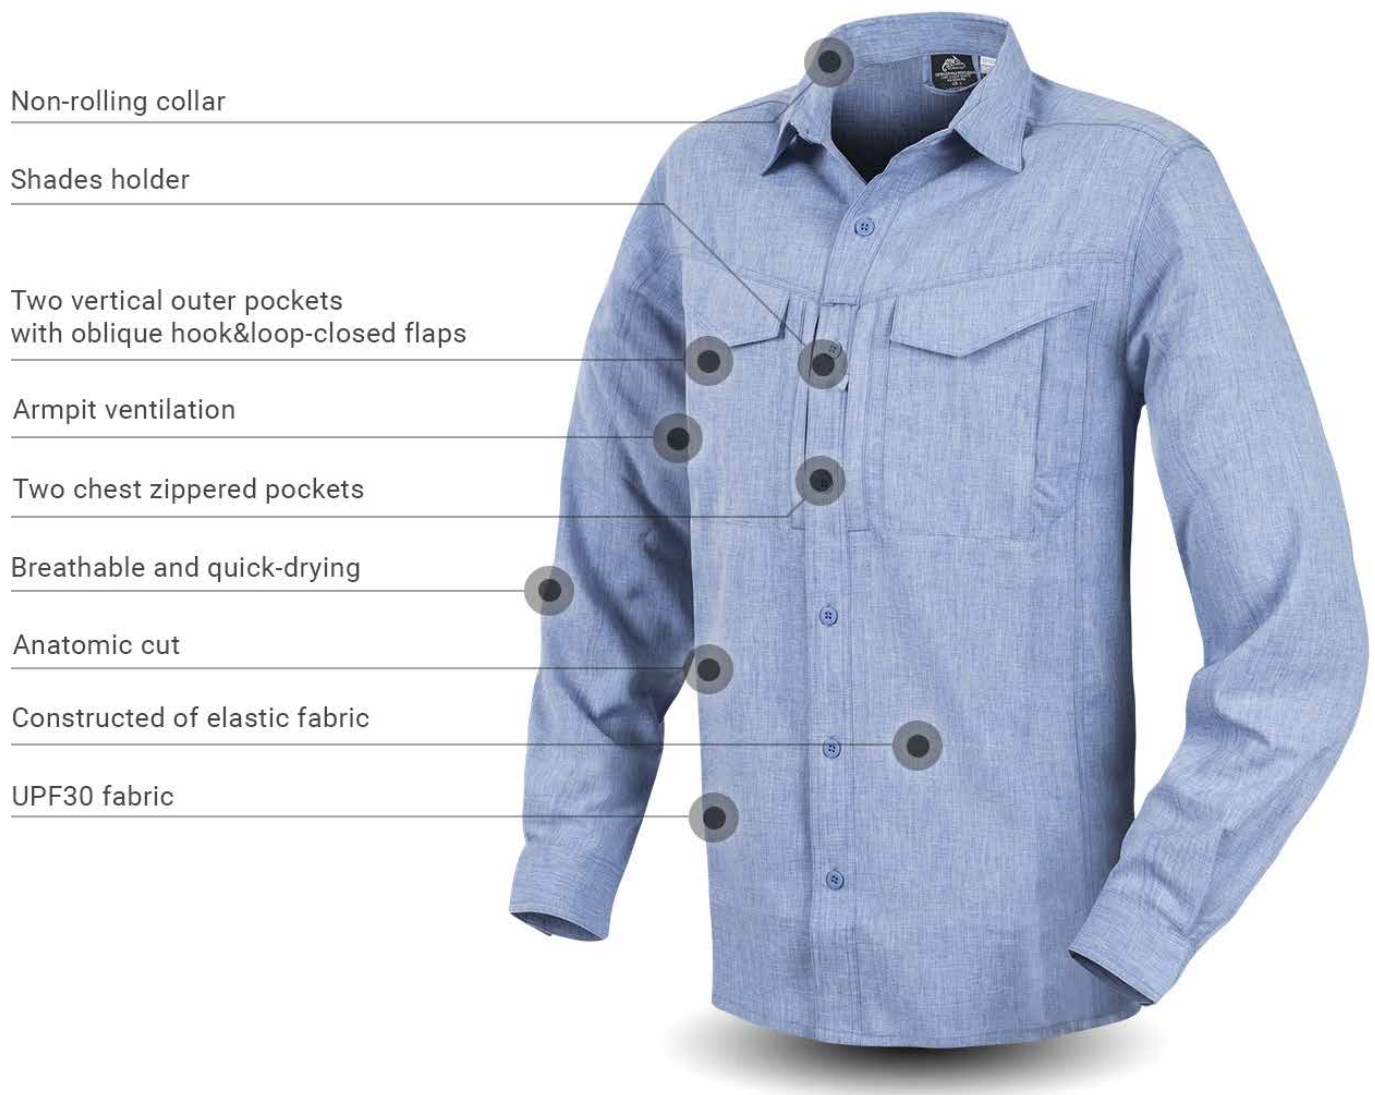 Non-rolling collar
Shades holder
Two vertical outer pockets
with oblique hook&loop-closed flaps
Armpit ventilation
Two chest zippered pockets
Breathable and quick-drying
Anatomic cut
Constructed of elastic fabric
UPF30 fabric